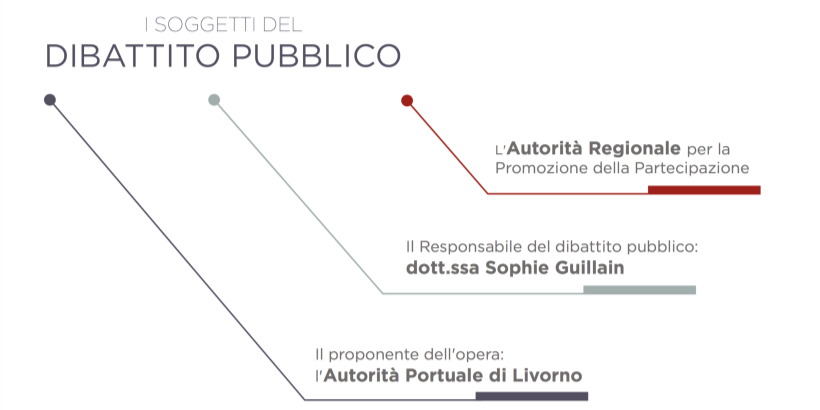 I SOGGETTI DEL
DIBATTITO PUBBLICO
L'Autorità Regionale per la
Promozione della Partecipazione
Il Responsabile del dibattito pubblico:
dott.ssa Sophie Guillain
Il proponente dell'opera:
l'Autorità Portuale di Livorno